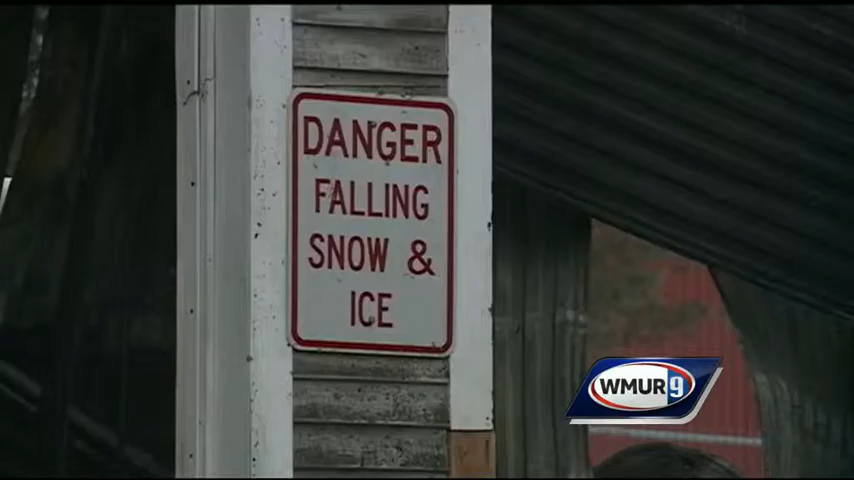 DANGER
FALLING
SNOW &
ICE
WMUR 9